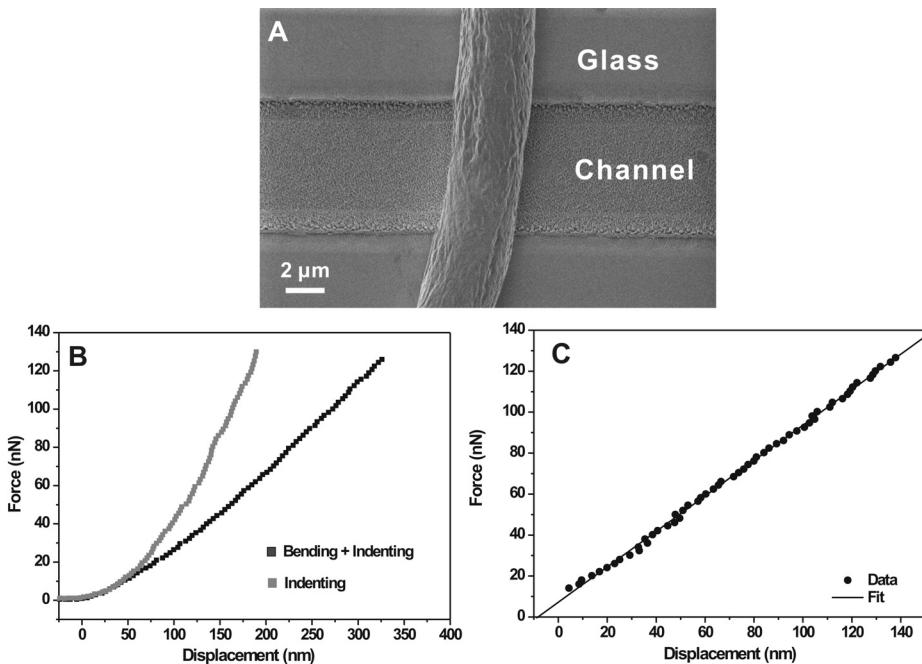 A
Glass
Channel
2 μm
B
140
120
100
80
60
40
20
0
Force (nN)
Bending + Indenting
Indenting
0 50 100 150 200 250 300 350 400
Displacement (nm)
C
140
120
100
80
60
40
20
0
Force (nN)
Data
Fit
0 20 40 60 80 100 120 140
Displacement (nm)